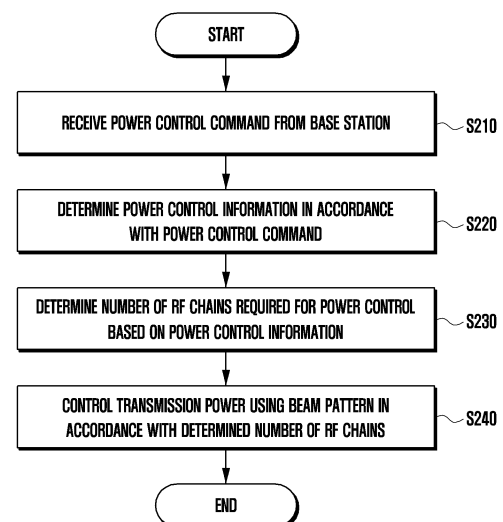 START
RECEIVE POWER CONTROL COMMAND FROM BASE STATION
S210
DETERMINE POWER CONTROL INFORMATION IN ACCORDANCE
WITH POWER CONTROL COMMAND
S220
DETERMINE NUMBER OF RF CHAINS REQUIRED FOR POWER CONTROL
BASED ON POWER CONTROL INFORMATION
S230
CONTROL TRANSMISSION POWER USING BEAM PATTERN IN
ACCORDANCE WITH DETERMINED NUMBER OF RF CHAINS
S240
END